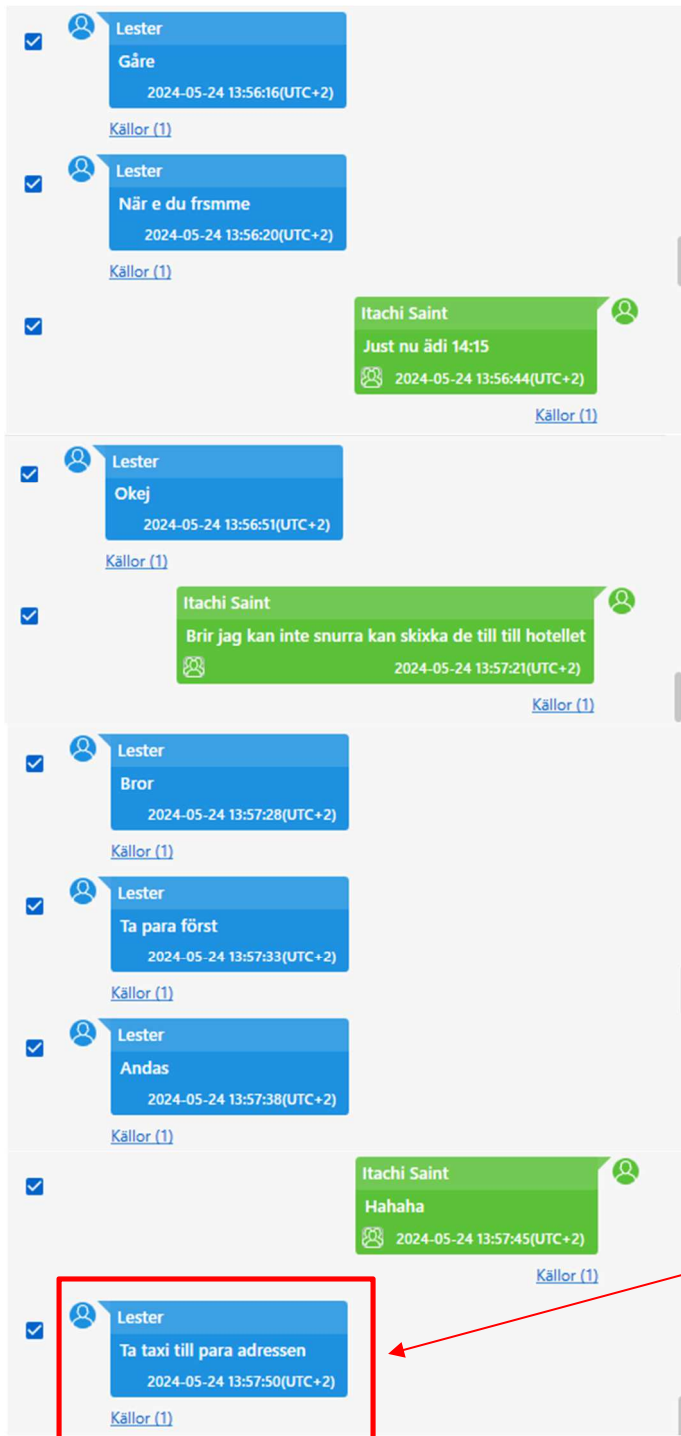 Lester
Gåre
2024-05-24 13:56:16(UTC+2)
Källor (1)
Lester
När e du frsmme
2024-05-24 13:56:20(UTC+2)
Källor (1)
Itachi Saint
Just nu ädi 14:15
2024-05-24 13:56:44(UTC+2)
Källor (1)
Lester
Okej
2024-05-24 13:56:51(UTC+2)
Källor (1)
Itachi Saint
Brir jag kan inte snurra kan skixka de till till hotellet
2024-05-24 13:57:21(UTC+2)
Källor (1)
Lester
Bror
2024-05-24 13:57:28(UTC+2)
Källor (1)
Lester
Ta para först
2024-05-24 13:57:33(UTC+2)
Källor (1)
Lester
Andas
2024-05-24 13:57:38(UTC+2)
Källor (1)
Itachi Saint
Hahaha
2024-05-24 13:57:45(UTC+2)
Källor (1)
Lester
Ta taxi till para adressen
2024-05-24 13:57:50(UTC+2)
Källor (1)